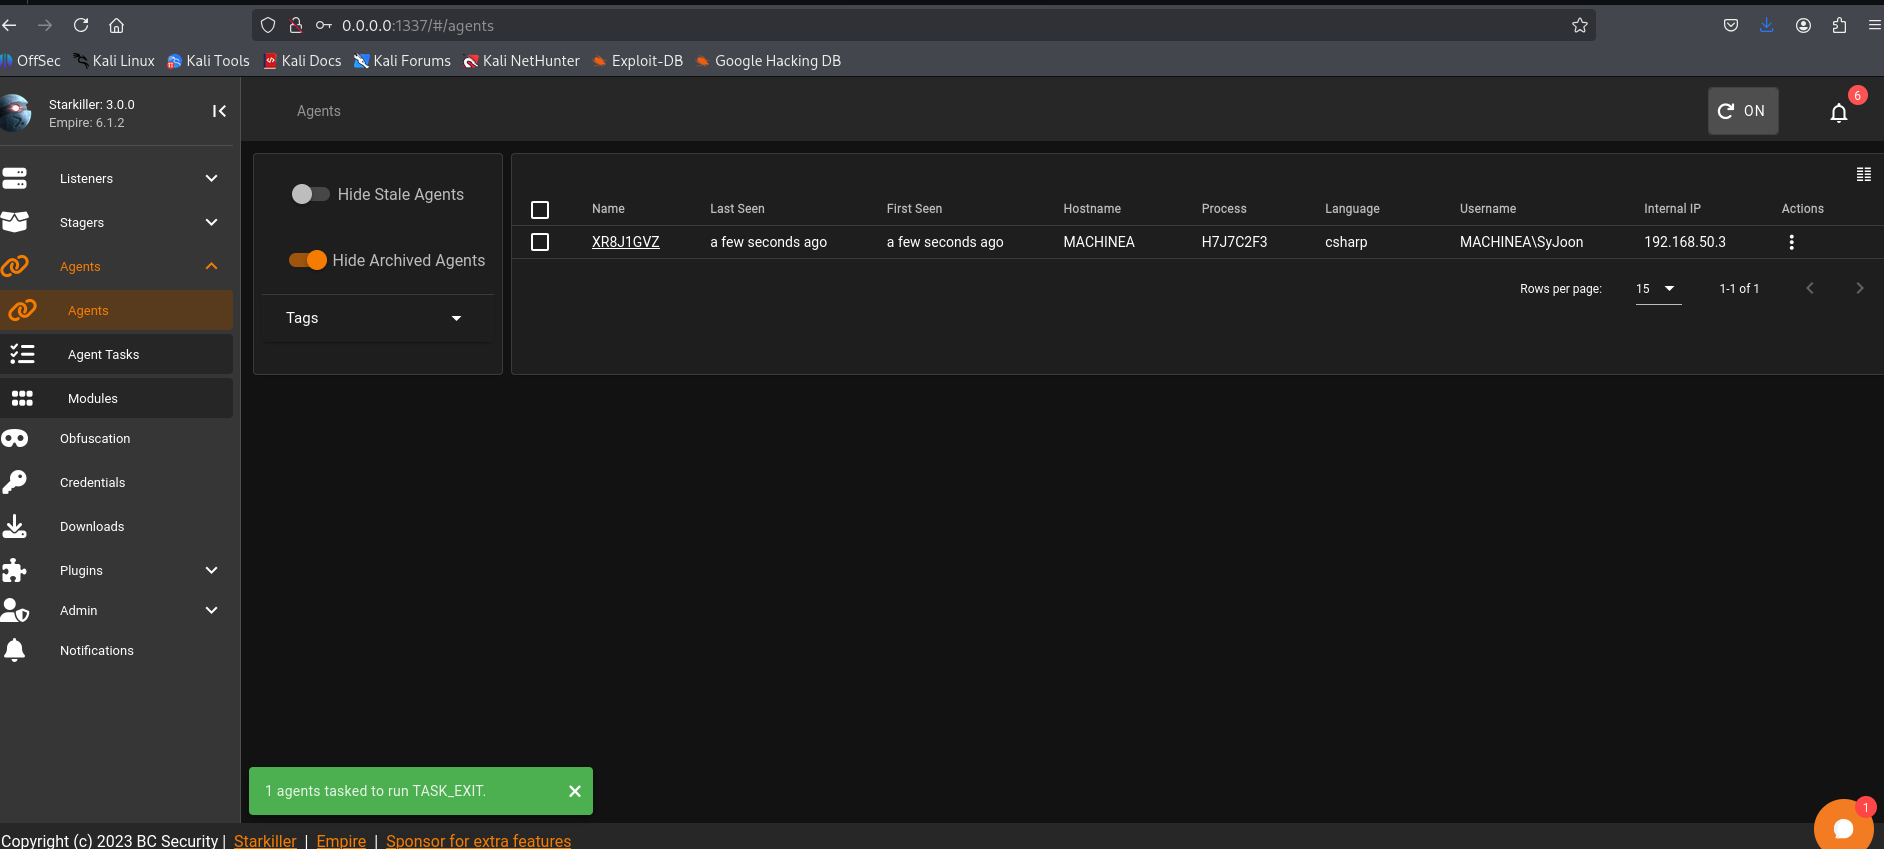 0.0.0.0:1337/#/agents
OffSec Kali Linux Kali Tools Kali Docs Kali Forums Kali NetHunter Exploit-DB Google Hacking DB
Starkiller: 3.0.0
Empire: 6.1.2
Agents
ON
6
Listeners
Stagers
Agents
Agents
Agent Tasks
Modules
Obfuscation
Credentials
Downloads
Plugins
Admin
Notifications
Hide Stale Agents
Hide Archived Agents
Tags
Name Last Seen First Seen Hostname Process Language Username Internal IP Actions
XR8J1GVZ a few seconds ago a few seconds ago MACHINEA H7J7C2F3 csharp MACHINEA\SyJoon 192.168.50.3
Rows per page: 15 1-1 of 1
1 agents tasked to run TASK_EXIT.
1
Copyright (c) 2023 BC Security | Starkiller | Empire | Sponsor for extra features